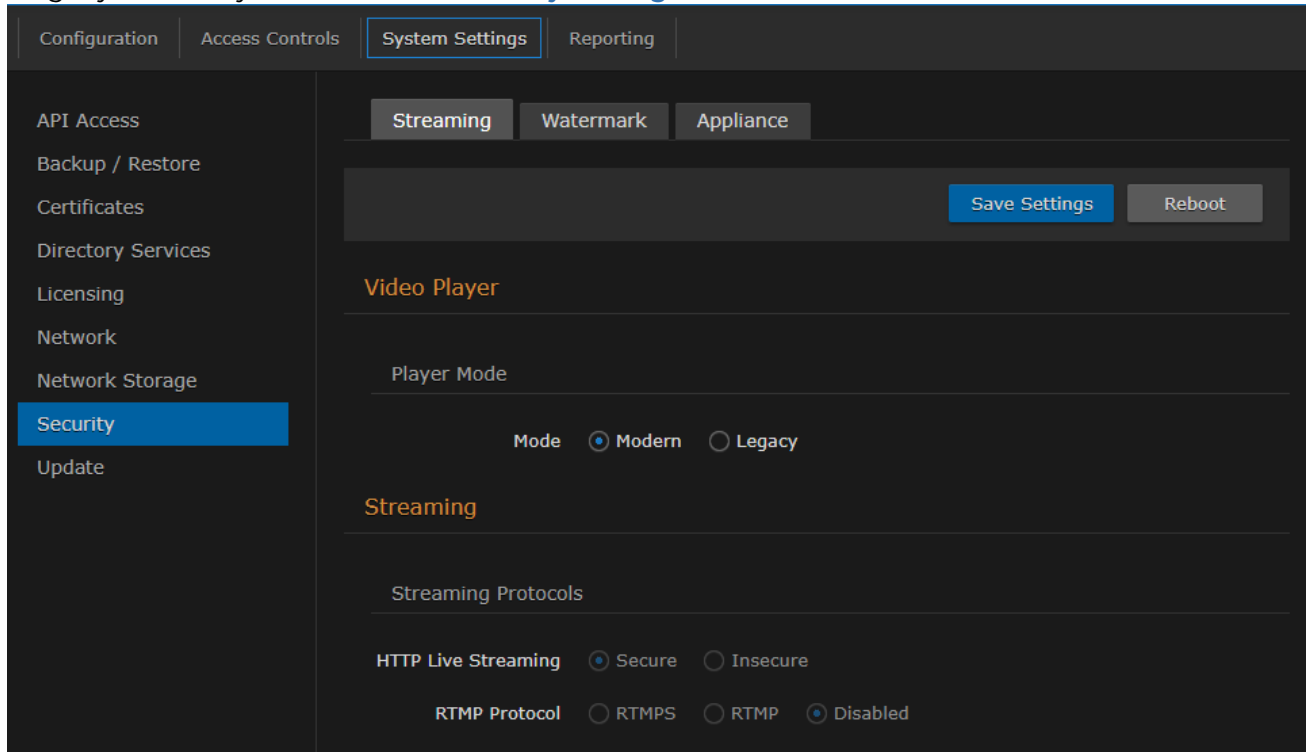 Configuration Access Controls System Settings Reporting
API Access
Backup / Restore
Certificates
Directory Services
Licensing
Network
Network Storage
Security
Update
Streaming Watermark Appliance
Save Settings Reboot
Video Player
Player Mode
Mode Modern Legacy
Streaming
Streaming Protocols
HTTP Live Streaming Secure Insecure
RTMP Protocol RTMPS RTMP Disabled